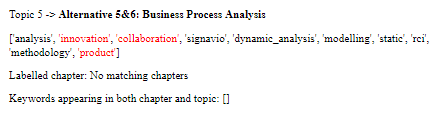 Topic 5 -> Alternative 5&6: Business Process Analysis
['analysis', 'innovation', 'collaboration', 'signavio', 'dynamic_analysis', 'modelling', 'static', 'rci',
'methodology', 'product']
Labelled chapter: No matching chapters
Keywords appearing in both chapter and topic: []